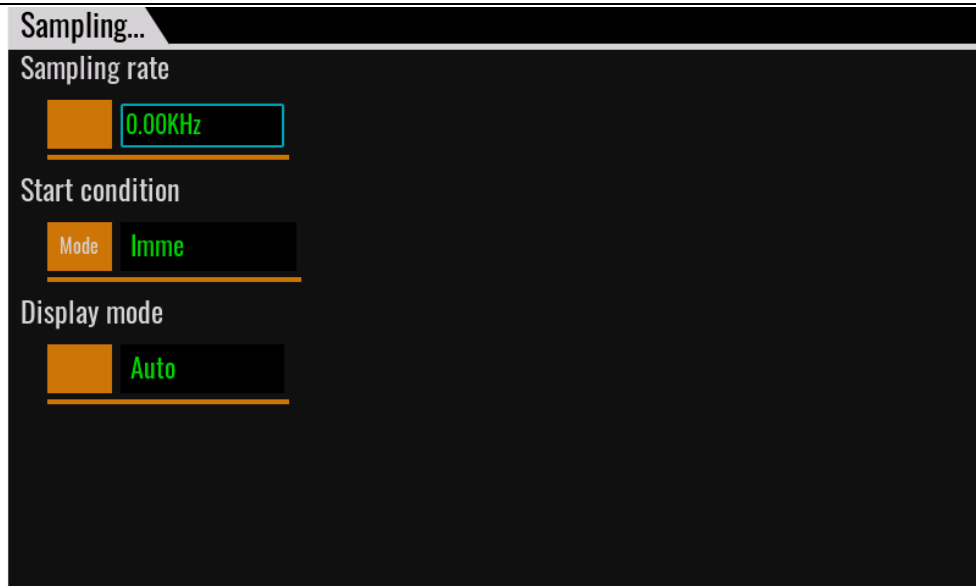 Sampling...
Sampling rate
0.00KHz
Start condition
Mode Imme
Display mode
Auto